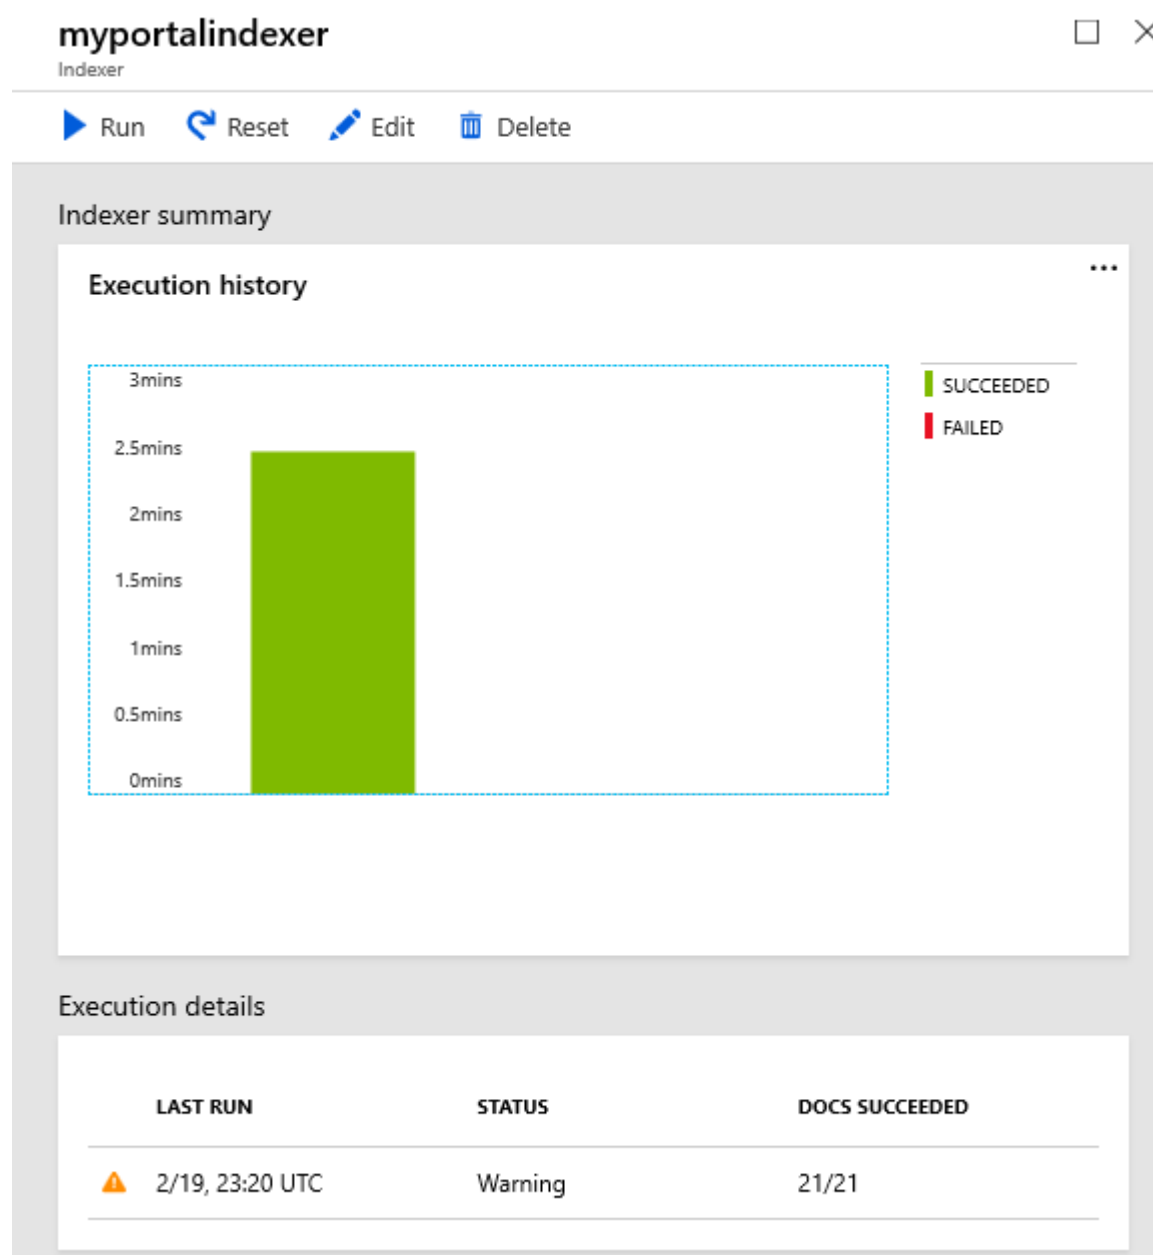 myportalindexer
Indexer
Run Reset Edit Delete
Indexer summary
Execution history
3mins
2.5mins
2mins
1.5mins
1mins
0.5mins
0mins
SUCCEEDED
FAILED
Execution details
LAST RUN STATUS DOCS SUCCEEDED
2/19, 23:20 UTC Warning 21/21